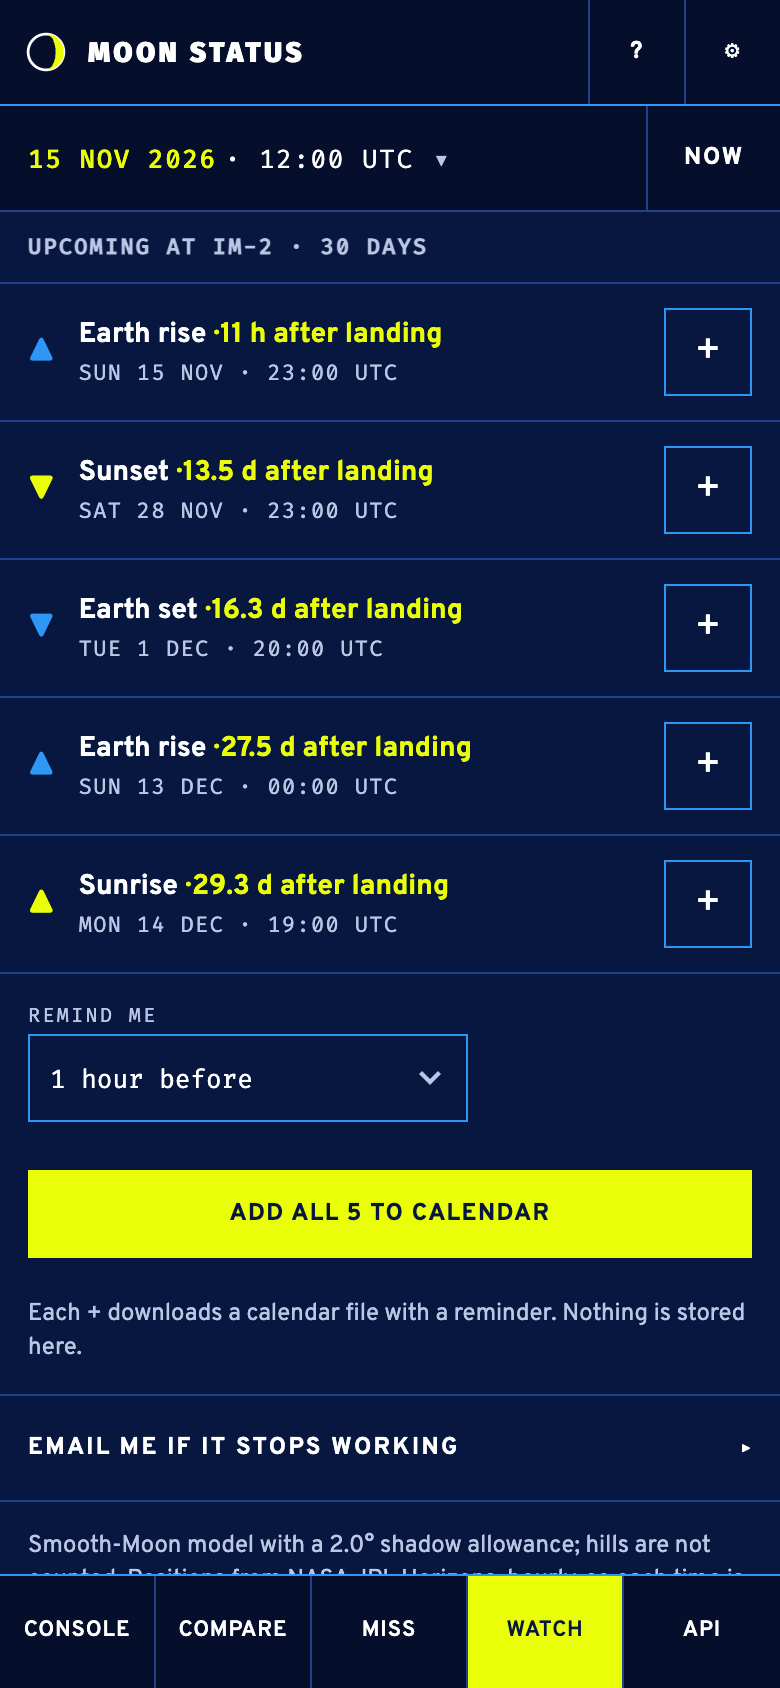 MOON STATUS
?
15 NOV 2026 · 12:00 UTC ▼
NOW
UPCOMING AT IM-2 · 30 DAYS
Earth rise ·11 h after landing
SUN 15 NOV · 23:00 UTC
+
Sunset ·13.5 d after landing
SAT 28 NOV · 23:00 UTC
+
Earth set ·16.3 d after landing
TUE 1 DEC · 20:00 UTC
+
Earth rise ·27.5 d after landing
SUN 13 DEC · 00:00 UTC
+
Sunrise ·29.3 d after landing
MON 14 DEC · 19:00 UTC
+
REMIND ME
1 hour before
ADD ALL 5 TO CALENDAR
Each + downloads a calendar file with a reminder. Nothing is stored
here.
EMAIL ME IF IT STOPS WORKING
Smooth-Moon model with a 2.0° shadow allowance; hills are not
CONSOLE
COMPARE
MISS
WATCH
API